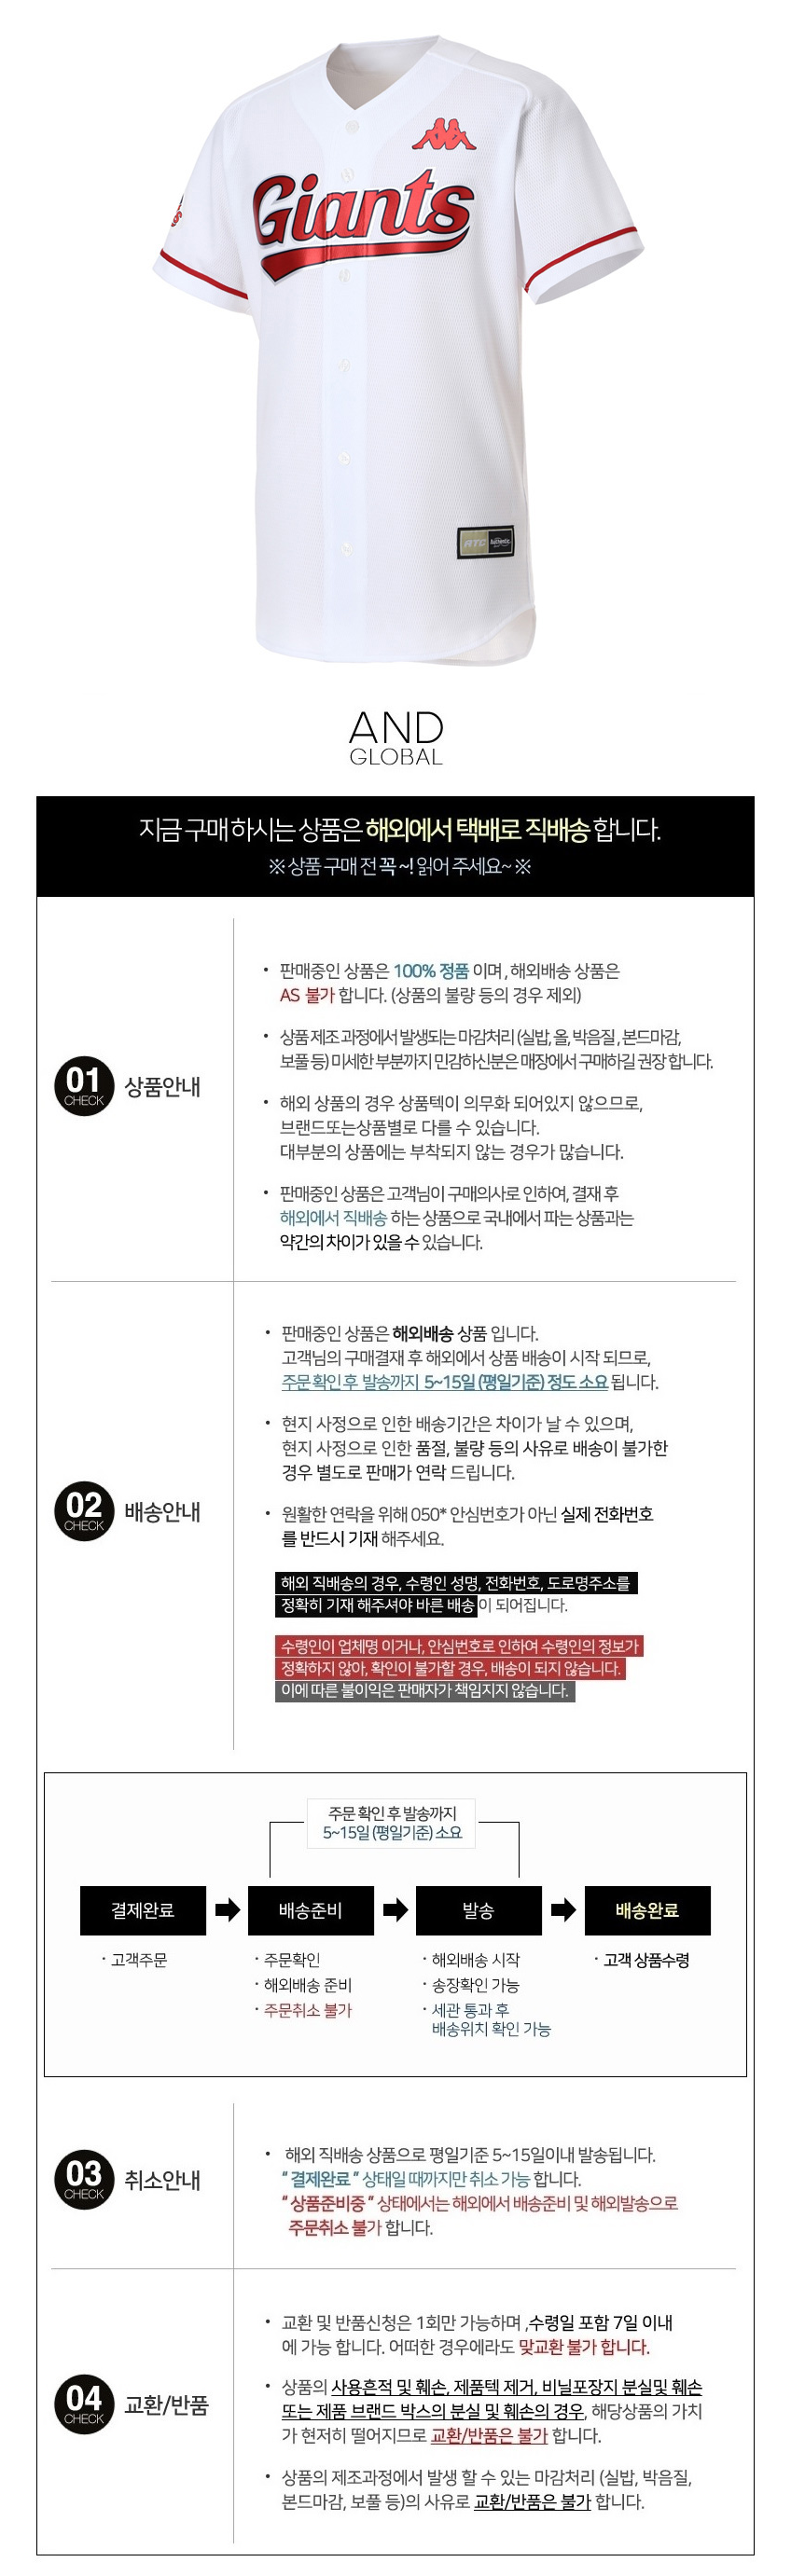 Giants
ATC Authentic
AND
GLOBAL
지금 구매 하시는 상품은 해외에서 택배로 직배송 합니다.
※ 상품 구매 전 꼭 ~! 읽어 주세요~ ※
01
CHECK
상품안내
• 판매중인 상품은 100% 정품 이며 , 해외배송 상품은
AS 불가 합니다. (상품의 불량 등의 경우 제외)
• 상품 제조 과정에서 발생되는 마감처리 (실밥, 올, 박음질 , 본드마감,
보풀 등) 미세한 부분까지 민감하신분은 매장에서 구매하길 권장 합니다.
• 해외 상품의 경우 상품텍이 의무화 되어있지 않으므로,
브랜드또는상품별로 다를 수 있습니다.
대부분의 상품에는 부착되지 않는 경우가 많습니다.
• 판매중인 상품은 고객님이 구매의사로 인하여, 결재 후
해외에서 직배송 하는 상품으로 국내에서 파는 상품과는
약간의 차이가 있을 수 있습니다.
02
CHECK
배송안내
• 판매중인 상품은 해외배송 상품 입니다.
고객님의 구매결재 후 해외에서 상품 배송이 시작 되므로,
주문 확인 후 발송까지 5~15일 (평일기준) 정도 소요 됩니다.
• 현지 사정으로 인한 배송기간은 차이가 날 수 있으며,
현지 사정으로 인한 품절, 불량 등의 사유로 배송이 불가한
경우 별도로 판매가 연락 드립니다.
• 원활한 연락을 위해 050* 안심번호가 아닌 실제 전화번호
를 반드시 기재 해주세요.
해외 직배송의 경우, 수령인 성명, 전화번호, 도로명주소를
정확히 기재 해주셔야 바른 배송이 되어집니다.
수령인이 업체명 이거나, 안심번호로 인하여 수령인의 정보가
정확하지 않아, 확인이 불가할 경우, 배송이 되지 않습니다.
이에 따른 불이익은 판매자가 책임지지 않습니다.
주문 확인 후 발송까지
5~15일 (평일기준) 소요
결제완료
배송준비
발송
배송완료
· 고객주문
· 주문확인
· 해외배송 준비
· 주문취소 불가
· 해외배송 시작
· 송장확인 가능
· 세관 통과 후
배송위치 확인 가능
· 고객 상품수령
03
CHECK
취소안내
• 해외 직배송 상품으로 평일기준 5~15일이내 발송됩니다.
“ 결제완료 ” 상태일 때까지만 취소 가능 합니다.
“ 상품준비중 ” 상태에서는 해외에서 배송준비 및 해외발송으로
주문취소 불가 합니다.
04
CHECK
교환/반품
• 교환 및 반품신청은 1회만 가능하며 ,수령일 포함 7일 이내
에 가능 합니다. 어떠한 경우에라도 맞교환 불가 합니다.
• 상품의 사용흔적 및 훼손, 제품텍 제거, 비닐포장지 분실및 훼손
또는 제품 브랜드 박스의 분실 및 훼손의 경우, 해당상품의 가치
가 현저히 떨어지므로 교환/반품은 불가 합니다.
• 상품의 제조과정에서 발생 할 수 있는 마감처리 (실밥, 박음질,
본드마감, 보풀 등)의 사유로 교환/반품은 불가 합니다.